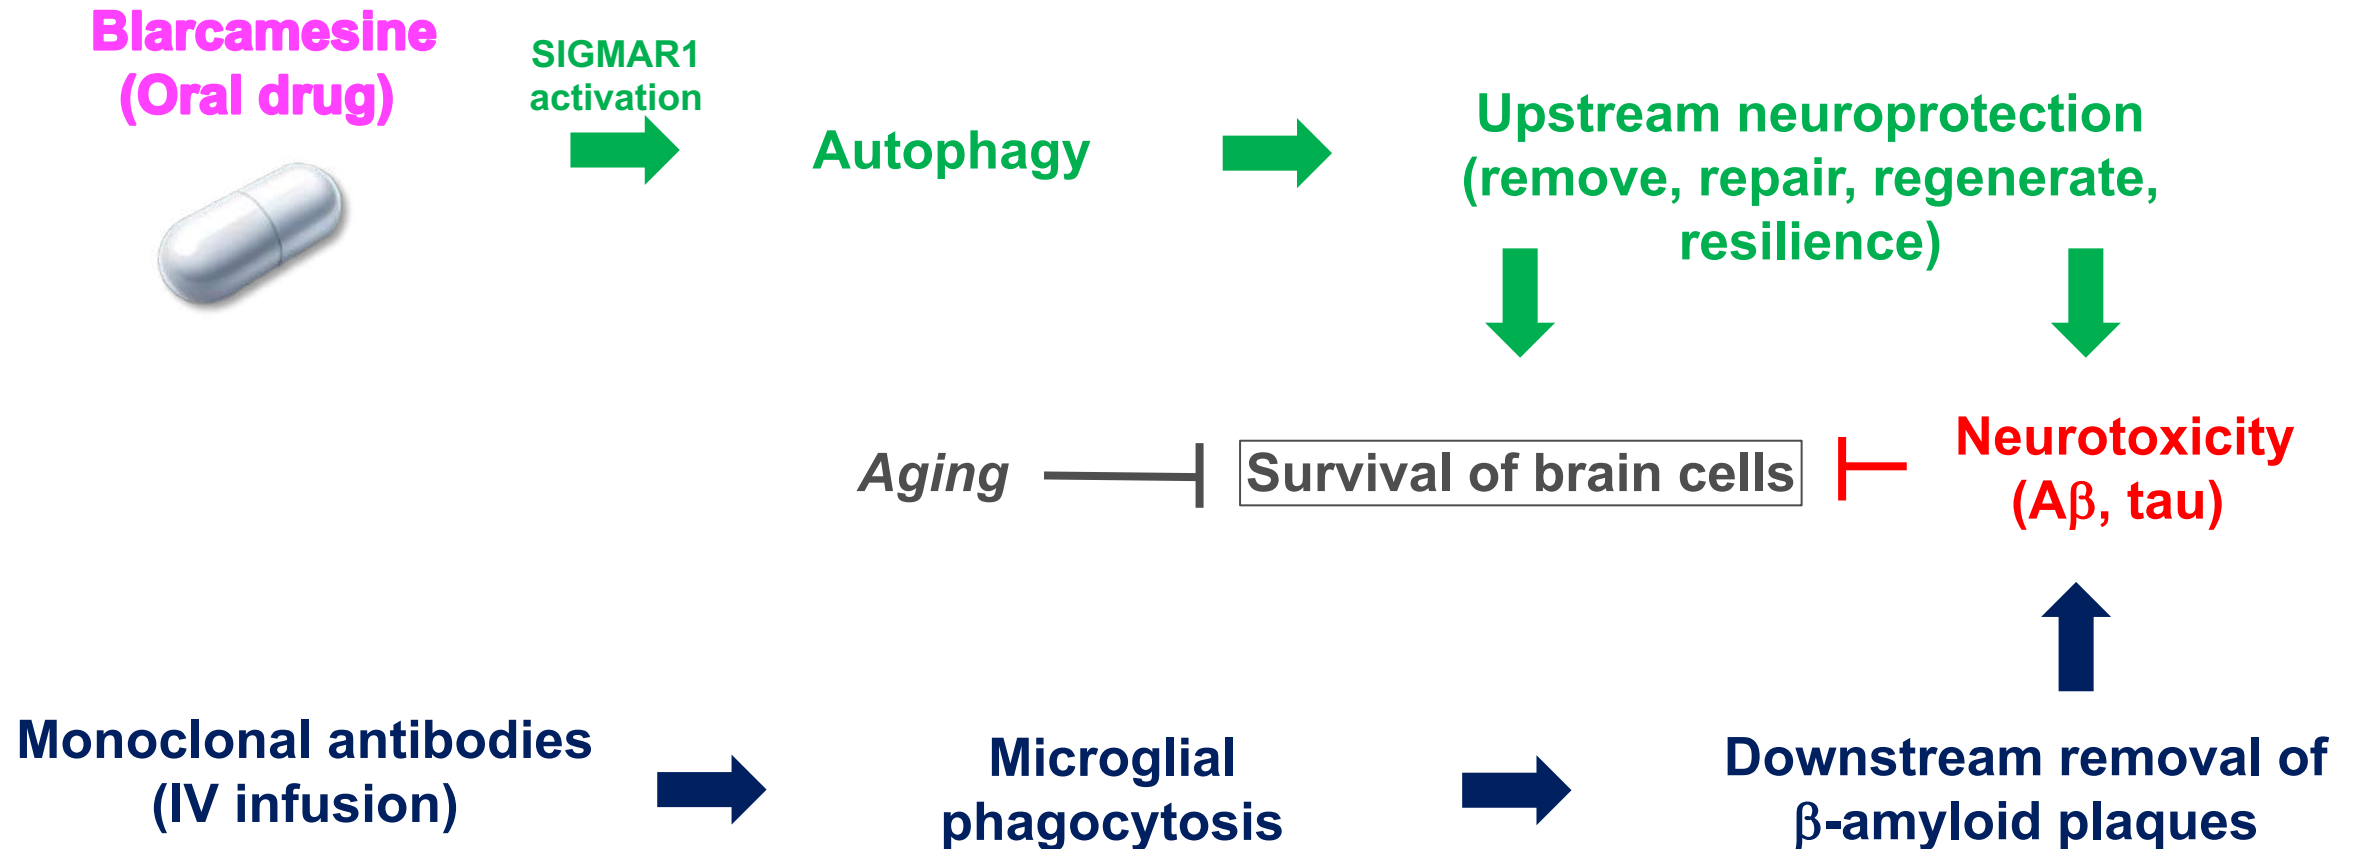 Blarcamesine
(Oral drug)
SIGMAR1
activation
Autophagy
Upstream neuroprotection
(remove, repair, regenerate,
resilience)
Aging
Survival of brain cells
Neurotoxicity
(Aβ, tau)
Monoclonal antibodies
(IV infusion)
Microglial
phagocytosis
Downstream removal of
β-amyloid plaques